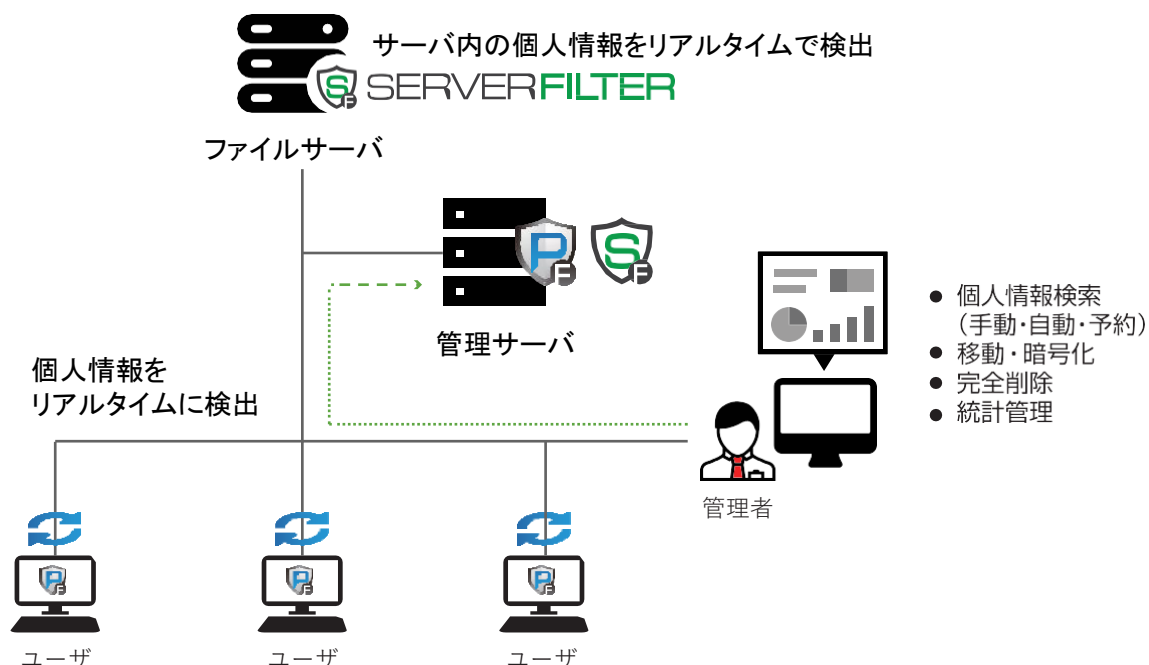 サーバ内の個人情報をリアルタイムで検出
S F SERVERFILTER
ファイルサーバ
P F S F
管理サーバ
個人情報を
リアルタイムに検出
● 個人情報検索
（手動・自動・予約）
● 移動・暗号化
● 完全削除
● 統計管理
管理者
P F P F P F
ユーザ ユーザ ユーザ